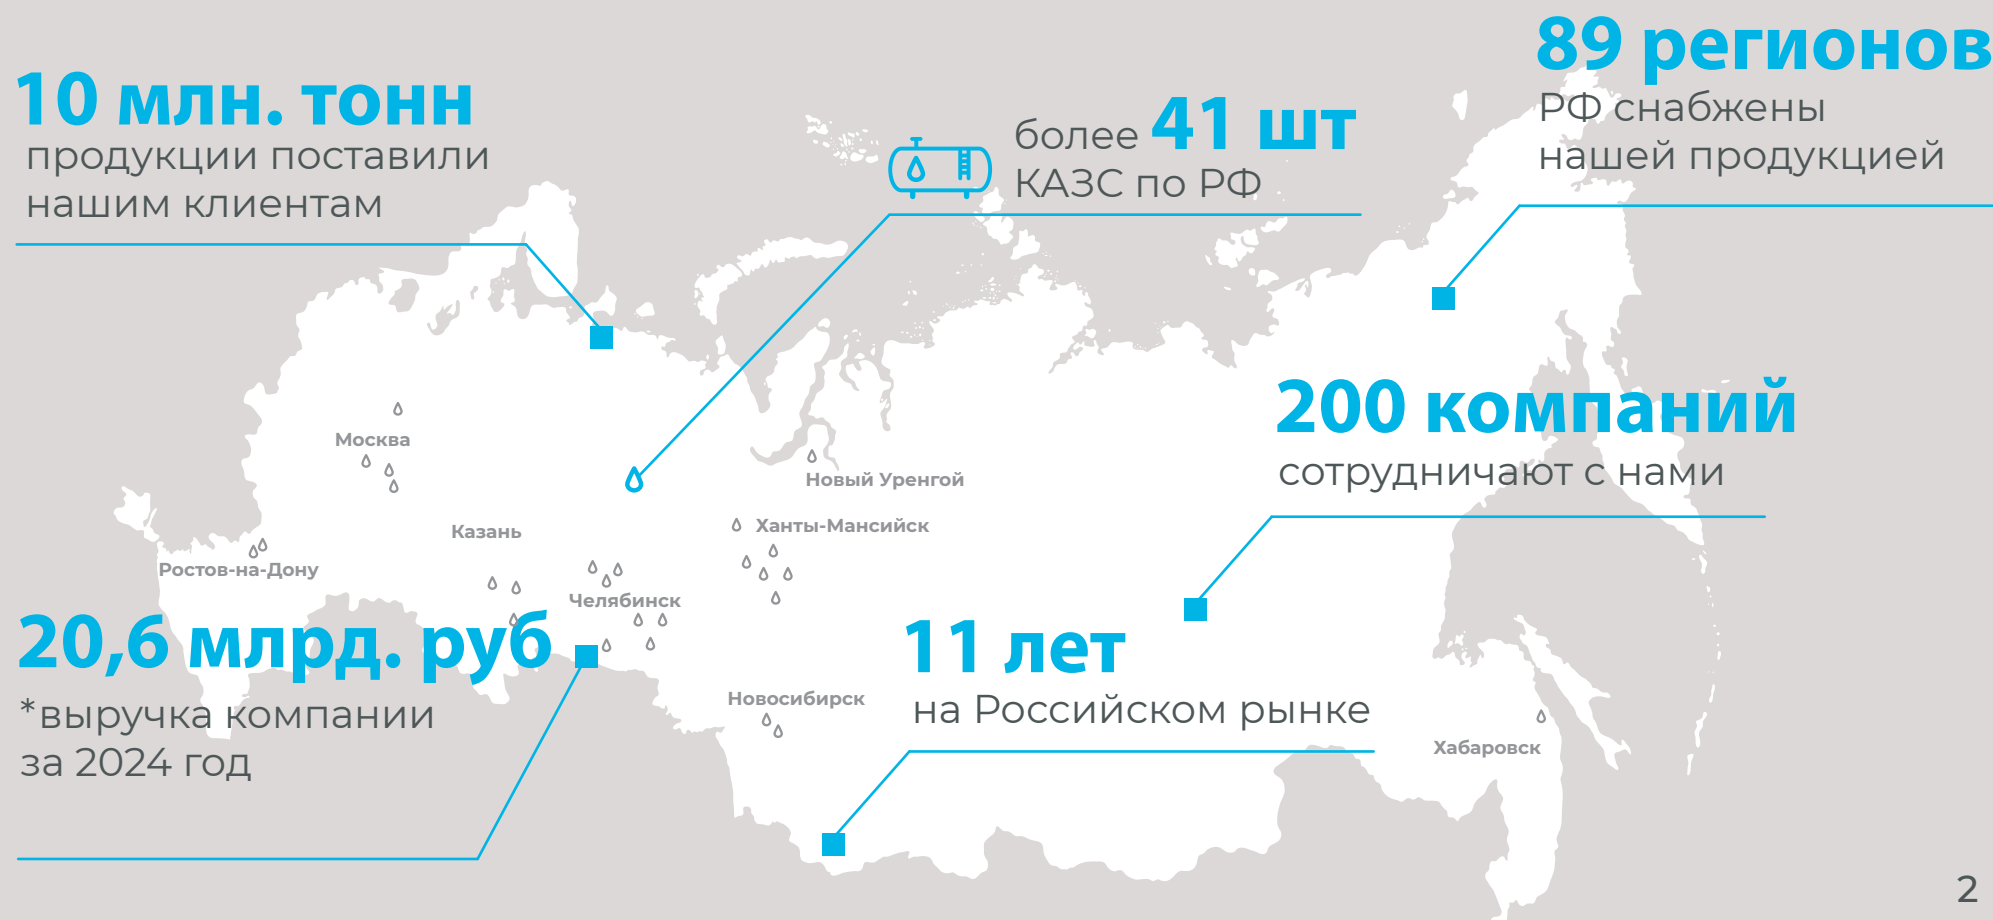 10 млн. тонн
продукции поставили
нашим клиентам
более 41 шт
КАЗС по РФ
89 регионов
РФ снабжены
нашей продукцией
200 компаний
сотрудничают с нами
Москва
Новый Уренгой
Ханты-Мансийск
Казань
Ростов-на-Дону
Челябинск
20,6 млрд. руб
*выручка компании
за 2024 год
11 лет
на Российском рынке
Новосибирск
Хабаровск
2